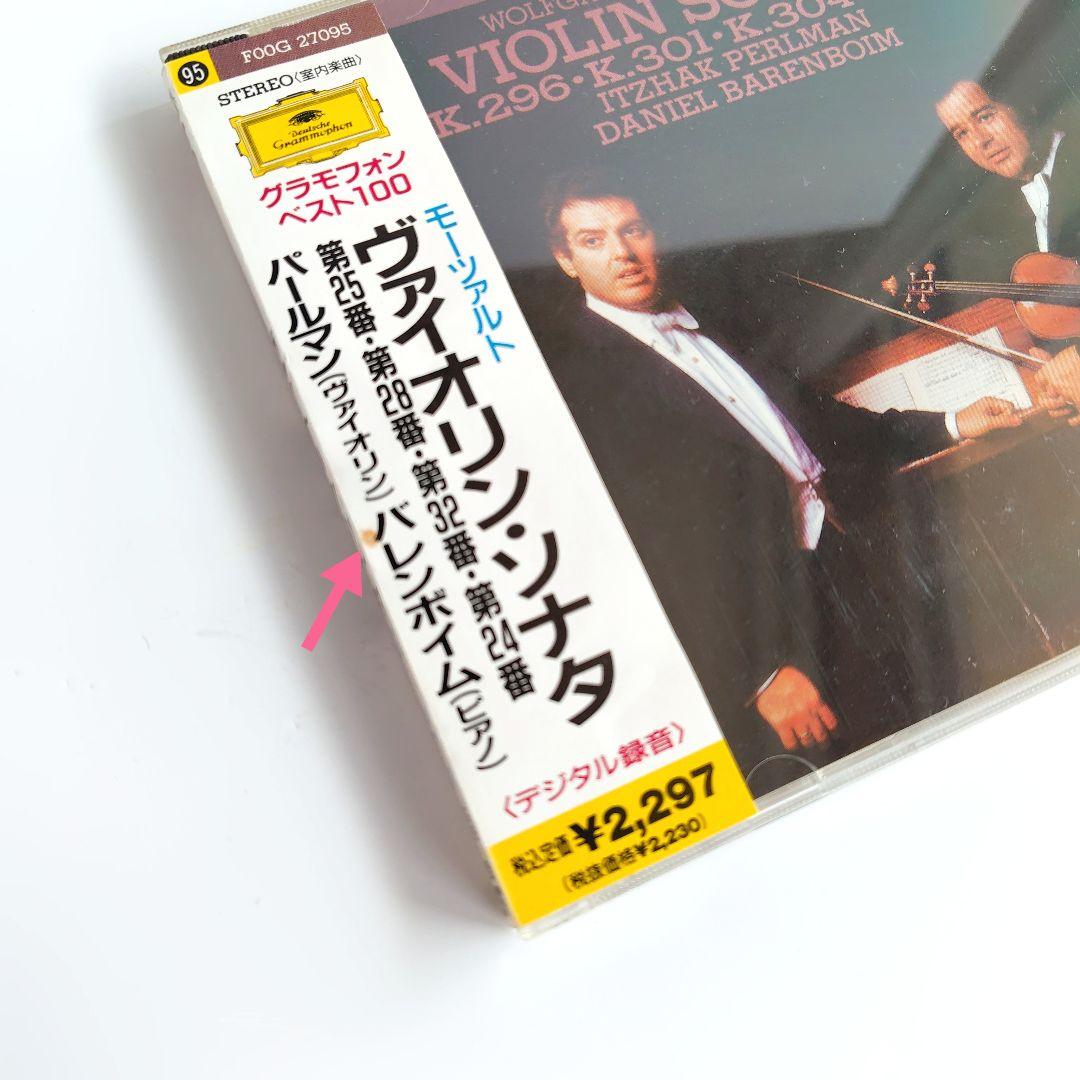 95
F00G 27095
STEREO〈室内楽曲〉
Deutsche
Grammophon
グラモフォン
ベスト100
モーツァルト
ヴァイオリン・ソナタ
第25番・第28番・第32番・第24番
パールマン(ヴァイオリン) バレンボイム(ピアノ)
〈デジタル録音〉
税込定価¥2,297
(税抜価格¥2,230)
VIOLIN
K.296・K.301・K.304
ITZHAK PERLMAN
DANIEL BARENBOIM